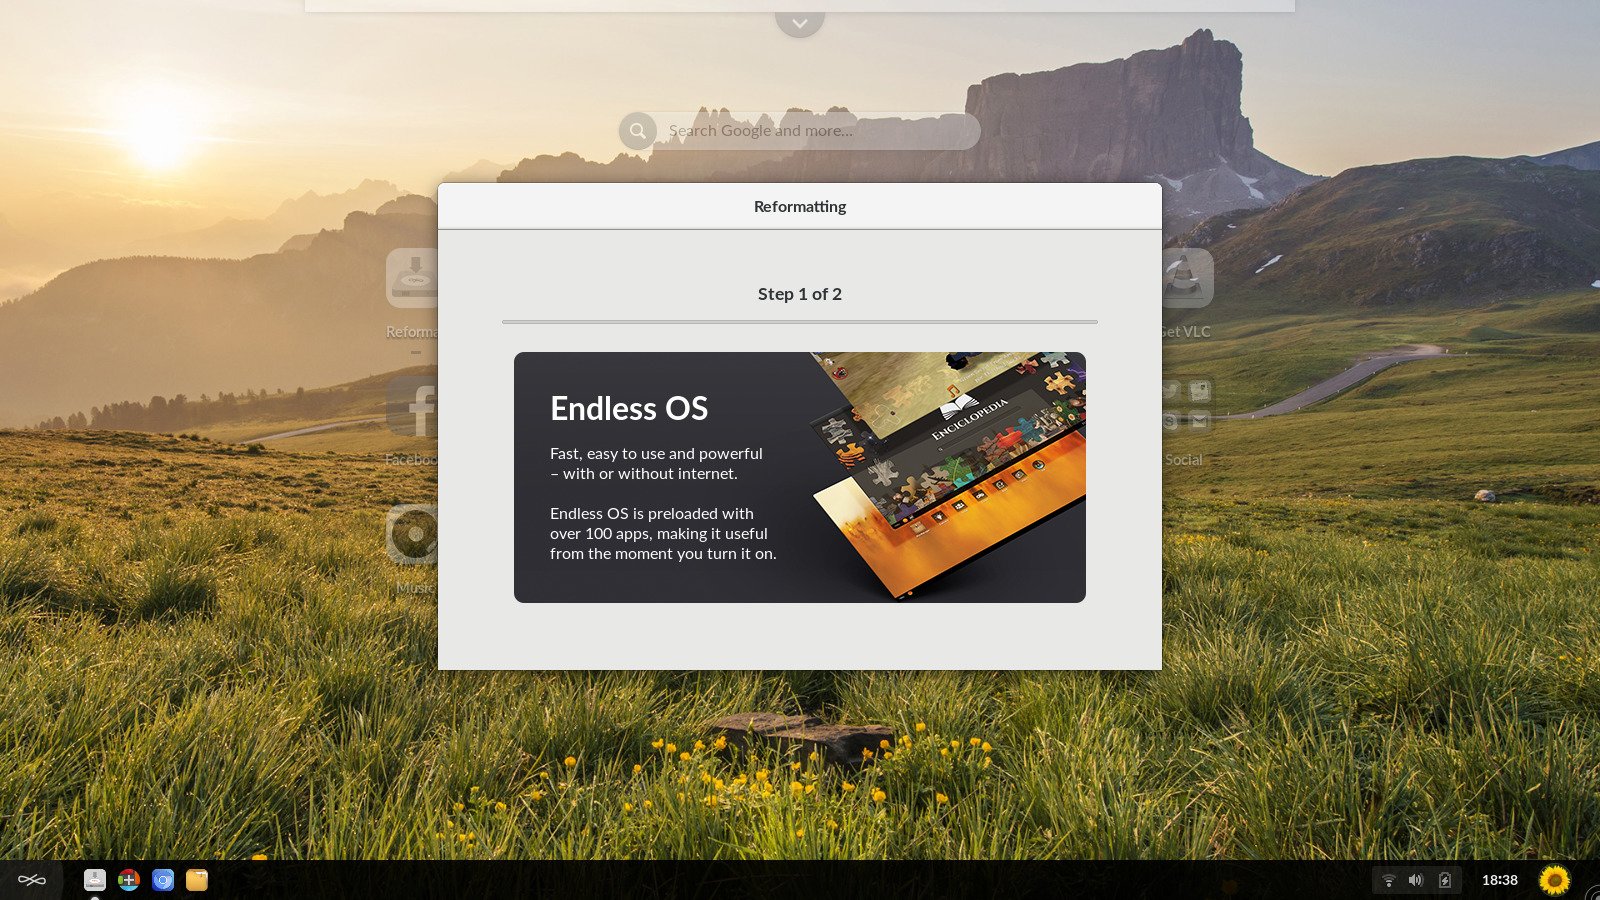 Search Google and more...
Reformatting
Step 1 of 2
Endless OS
Fast, easy to use and powerful
– with or without internet.
Endless OS is preloaded with
over 100 apps, making it useful
from the moment you turn it on.
ENCICLOPEDIA
Reforma
Get VLC
Faceboo
Social
Music
18:38